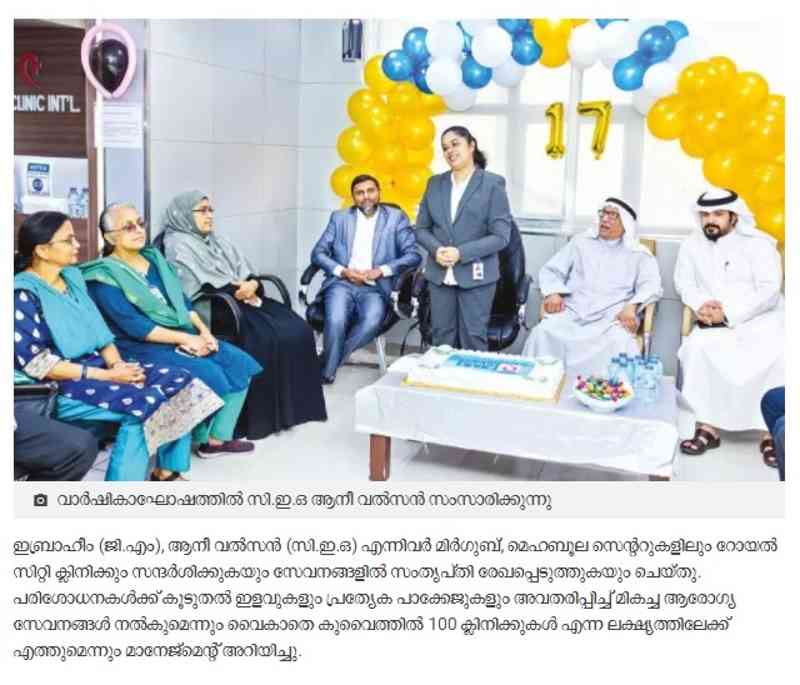 CLINIC INT'L.
17
വാർഷികാഘോഷത്തിൽ സി.ഇ.ഒ ആനീ വൽസൻ സംസാരിക്കുന്നു
ഇബ്രാഹീം (ജി.എം), ആനീ വൽസൻ (സി.ഇ.ഒ) എന്നിവർ മിർഗുബ്, മെഹബൂല സെന്ററുകളിലും റോയൽ
സിറ്റി ക്ലിനിക്കും സന്ദർശിക്കുകയും സേവനങ്ങളിൽ സംതൃപ്തി രേഖപ്പെടുത്തുകയും ചെയ്തു.
പരിശോധനകൾക്ക് കൂടുതൽ ഇളവുകളും പ്രത്യേക പാക്കേജുകളും അവതരിപ്പിച്ച് മികച്ച ആരോഗ്യ
സേവനങ്ങൾ നൽകുമെന്നും വൈകാതെ കുവൈത്തിൽ 100 ക്ലിനിക്കുകൾ എന്ന ലക്ഷ്യത്തിലേക്ക്
എത്തുമെന്നും മാനേജ്മെന്റ് അറിയിച്ചു.